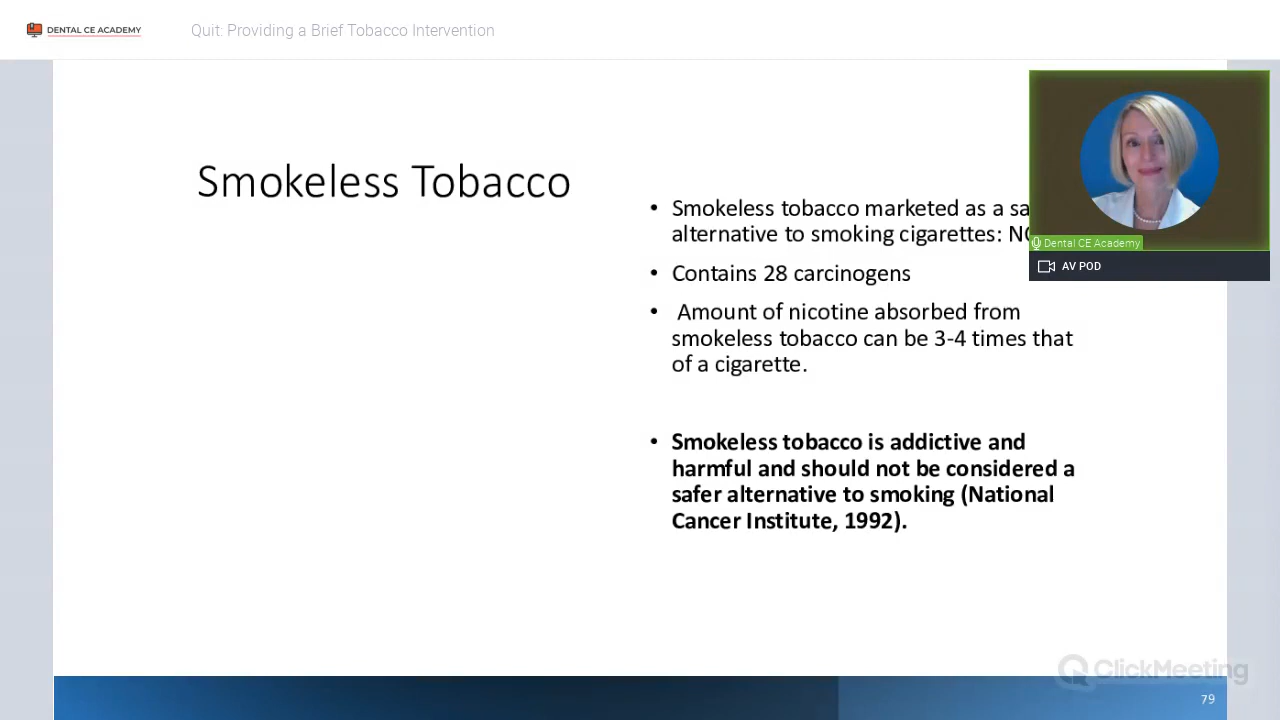 DENTAL CE ACADEMY
Quit: Providing a Brief Tobacco Intervention
Smokeless Tobacco
• Smokeless tobacco marketed as a sa
alternative to smoking cigarettes:
• Contains 28 carcinogens
• Amount of nicotine absorbed from
smokeless tobacco can be 3-4 times that
of a cigarette.
• Smokeless tobacco is addictive and
harmful and should not be considered a
safer alternative to smoking (National
Cancer Institute, 1992).
Dental CE Academy
AV POD
ClickMeeting
79